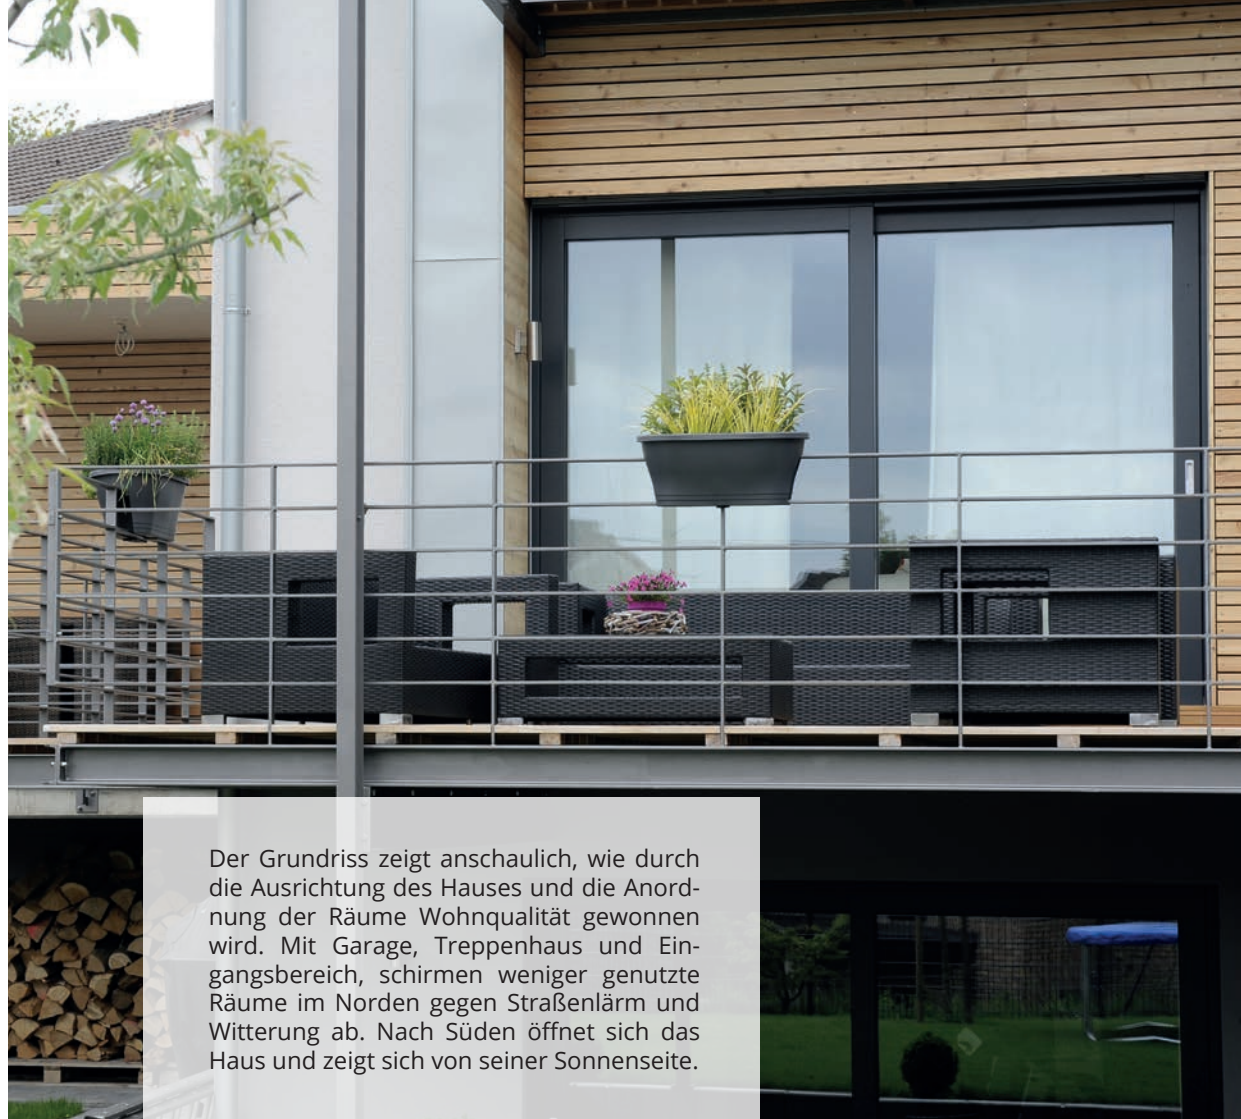 Der Grundriss zeigt anschaulich, wie durch
die Ausrichtung des Hauses und die Anord-
nung der Räume Wohnqualität gewonnen
wird. Mit Garage, Treppenhaus und Ein-
gangsbereich, schirmen weniger genutzte
Räume im Norden gegen Straßenlärm und
Witterung ab. Nach Süden öffnet sich das
Haus und zeigt sich von seiner Sonnenseite.